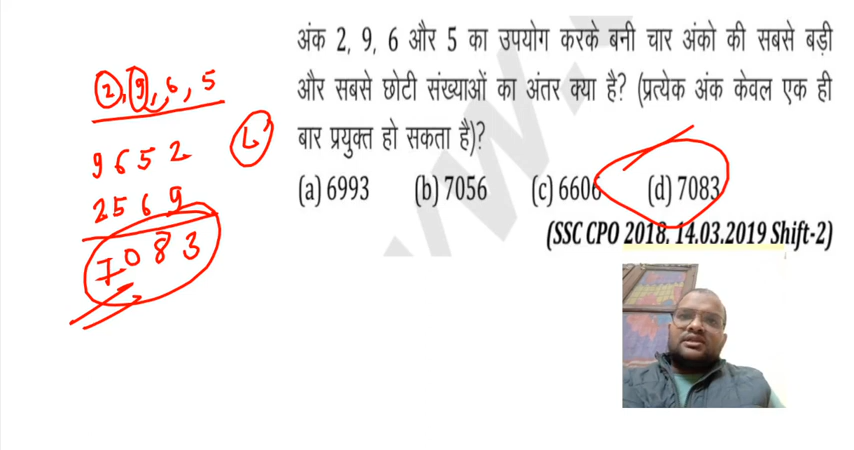 अंक 2, 9, 6 और 5 का उपयोग करके बनी चार अंको की सबसे बड़ी
और सबसे छोटी संख्याओं का अंतर क्या है? (प्रत्येक अंक केवल एक ही
बार प्रयुक्त हो सकता है)?
(a) 6993 (b) 7056 (c) 6606 (d) 7083
(SSC CPO 2018. 14.03.2019 Shift-2)
2, 9, 6, 5
9652
2569
7083